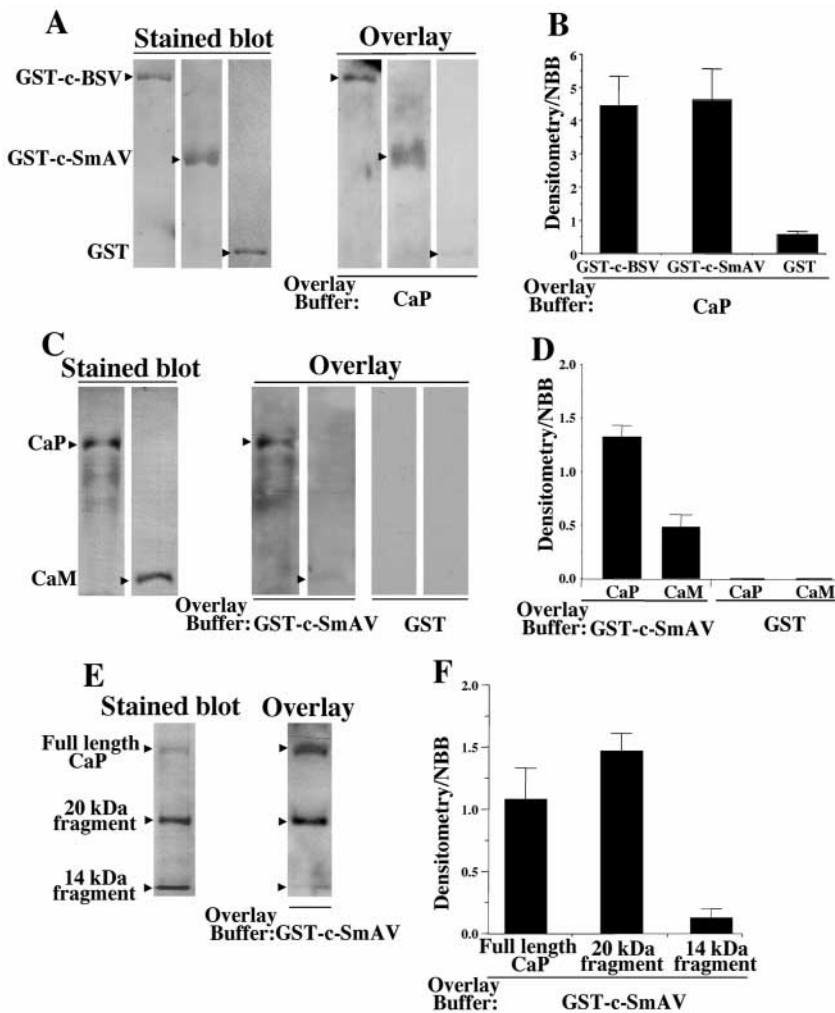 A
Stained blot
Overlay
GST-c-BSV
GST-c-SmAV
GST
Overlay
Buffer: CaP
B
Densitometry/NBB
6
5
4
3
2
1
0
GST-c-BSV GST-c-SmAV GST
Overlay
Buffer:
CaP
C
Stained blot
Overlay
CaP
CaM
Overlay
Buffer: GST-c-SmAV GST
D
Densitometry/NBB
2.0
1.5
1.0
0.5
0.0
CaP CaM CaP CaM
Overlay
Buffer: GST-c-SmAV GST
E
Stained blot Overlay
Full length
CaP
20 kDa
fragment
14 kDa
fragment
Overlay
Buffer:GST-c-SmAV
F
Densitometry/NBB
2.0
1.5
1.0
0.5
0.0
Full length 20 kDa 14 kDa
CaP fragment fragment
Overlay
Buffer: GST-c-SmAV